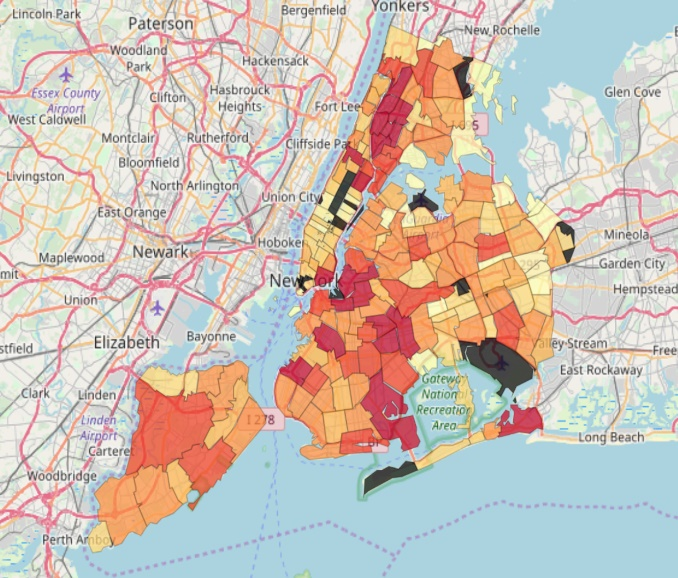 Lincoln Park
Paterson
Bergenfield
Yonkers
New Rochelle
Woodland
Park
Hackensack
Essex County
Airport
Clifton
Hasbrouck
Heights
Fort Lee
Glen Cove
West Caldwell
Montclair
Rutherford
Cliffside Pa
Bloomfield
Livingston
North Arlington
Union City
East Orange
Maplewood
Newark
Hoboken
Mineola
Garden City
Union
New York
Hempstead
Elizabeth
Bayonne
Valley Stream
East Rockaway
Clark
Linden
Linden
Airport
Gateway
National
Recreation
Area
I 278
Carteret
Long Beach
Woodbridge
Perth Amboy